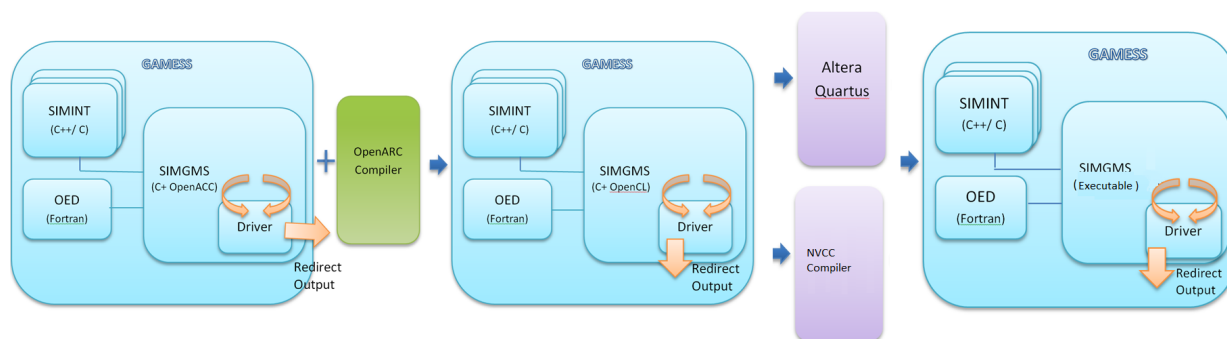 GAMESS
SIMINT
(C++/ C)
SIMGMS
(C+ OpenACC)
OED
(Fortran)
Driver
Redirect
Output
+
OpenARC
Compiler
GAMESS
SIMINT
(C++/ C)
SIMGMS
(C+ OpenCL)
OED
(Fortran)
Driver
Redirect
Output
Altera
Quartus
NVCC
Compiler
GAMESS
SIMINT
(C++/ C)
SIMGMS
(Executable )
OED
(Fortran)
Driver
Redirect
Output